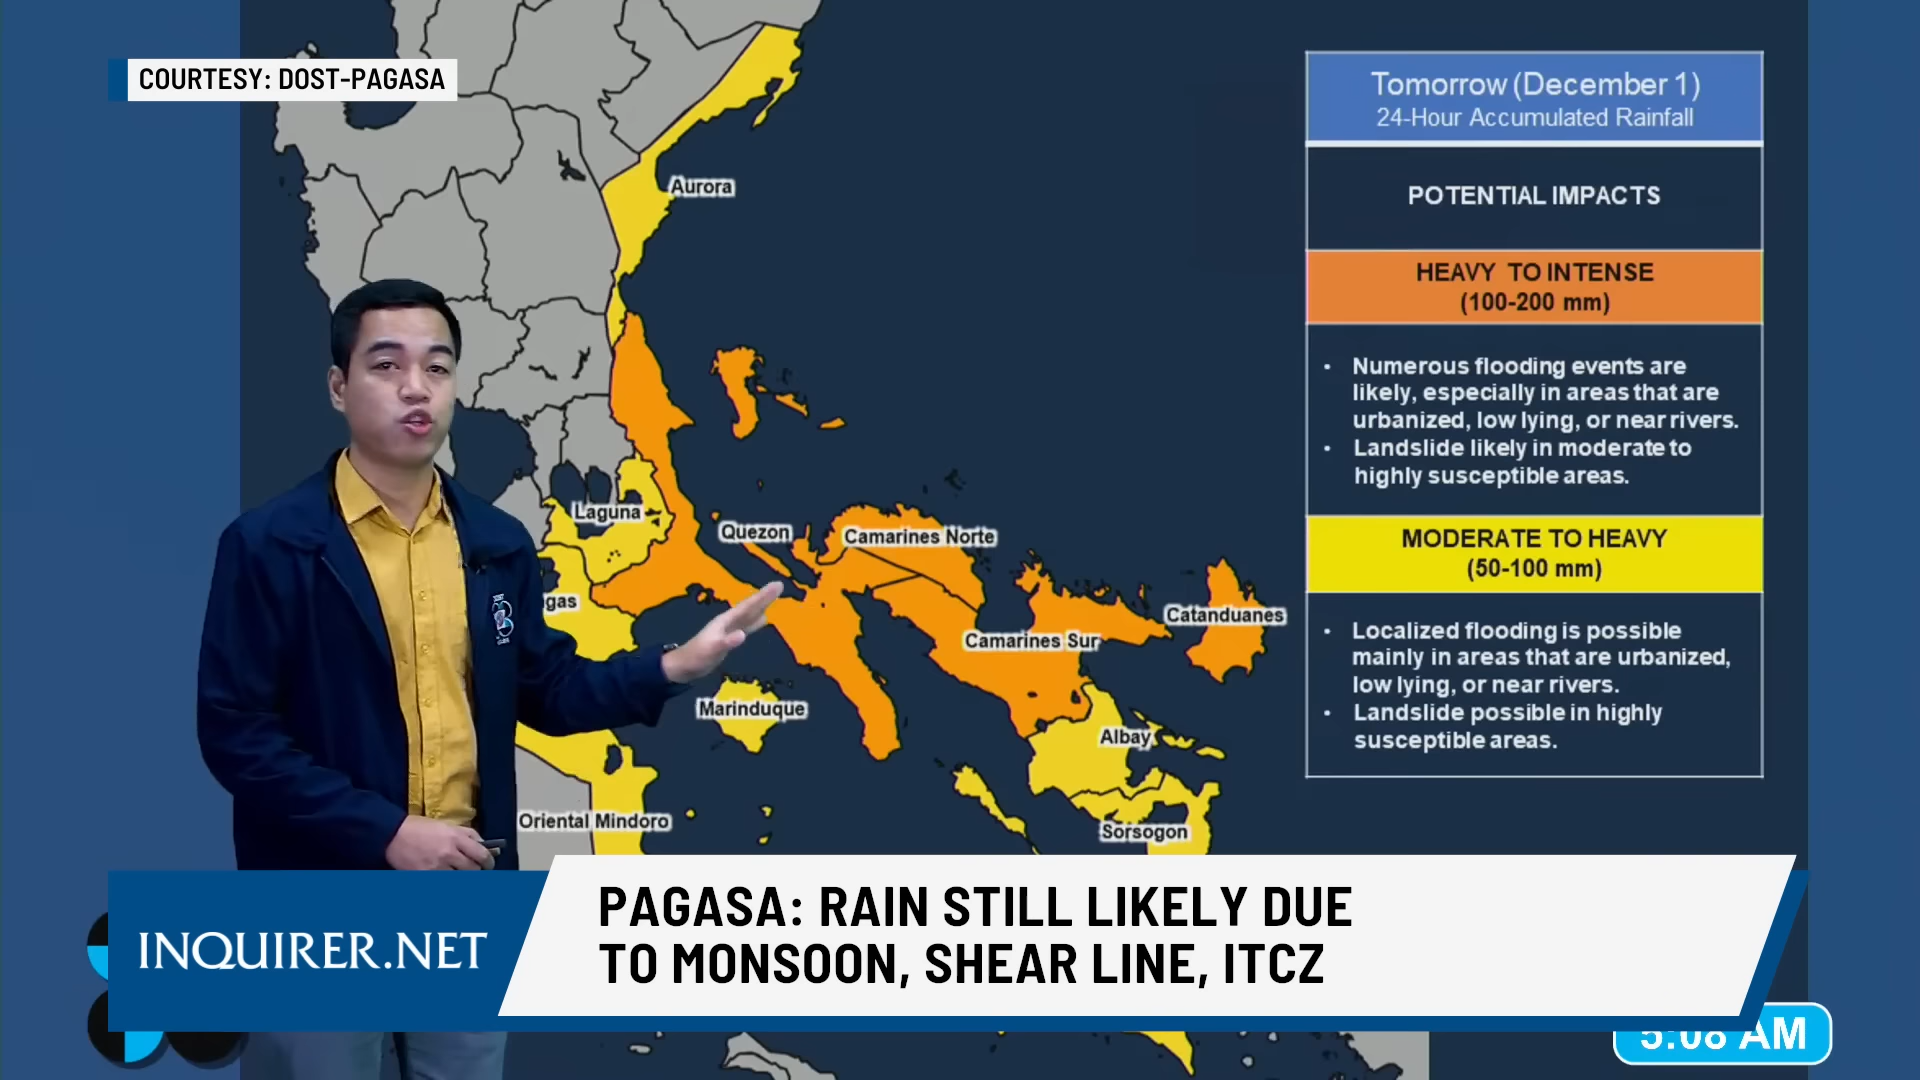 COURTESY: DOST-PAGASA
Tomorrow (December 1)
24-Hour Accumulated Rainfall
POTENTIAL IMPACTS
HEAVY TO INTENSE
(100-200 mm)
• Numerous flooding events are
likely, especially in areas that are
urbanized, low lying, or near rivers.
• Landslide likely in moderate to
highly susceptible areas.
MODERATE TO HEAVY
(50-100 mm)
• Localized flooding is possible
mainly in areas that are urbanized,
low lying, or near rivers.
• Landslide possible in highly
susceptible areas.
Aurora
Laguna
Quezon
Camarines Norte
gas
Catanduanes
Camarines Sur
Marinduque
Albay
Oriental Mindoro
Sorsogon
INQUIRER.NET
PAGASA: RAIN STILL LIKELY DUE
TO MONSOON, SHEAR LINE, ITCZ
5:08 AM